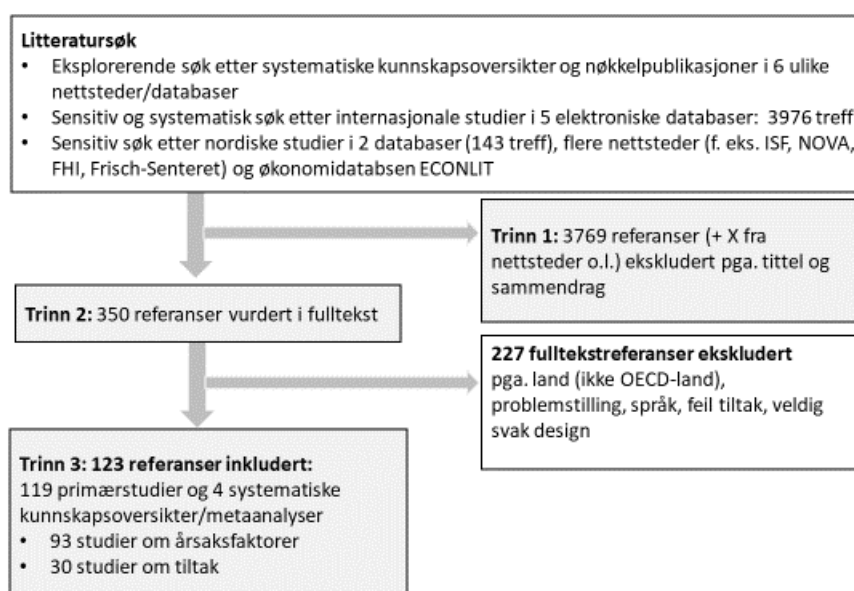 Litteratursøk
• Eksplorerende søk etter systematiske kunnskapsoversikter og nøkkelpublikasjoner i 6 ulike
nettsteder/databaser
• Sensitiv og systematisk søk etter internasjonale studier i 5 elektroniske databaser: 3976 treff
• Sensitiv søk etter nordiske studier i 2 databaser (143 treff), flere nettsteder (f. eks. ISF, NOVA,
FHI, Frisch-Senteret) og økonomidatabsen ECONLIT
Trinn 1: 3769 referanser (+ X fra
nettsteder o.l.) ekskludert pga. tittel og
sammendrag
Trinn 2: 350 referanser vurdert i fulltekst
227 fulltekstreferanser ekskludert
pga. land (ikke OECD-land),
problemstilling, språk, feil tiltak, veldig
svak design
Trinn 3: 123 referanser inkludert:
119 primærstudier og 4 systematiske
kunnskapsoversikter/metaanalyser
• 93 studier om årsaksfaktorer
• 30 studier om tiltak